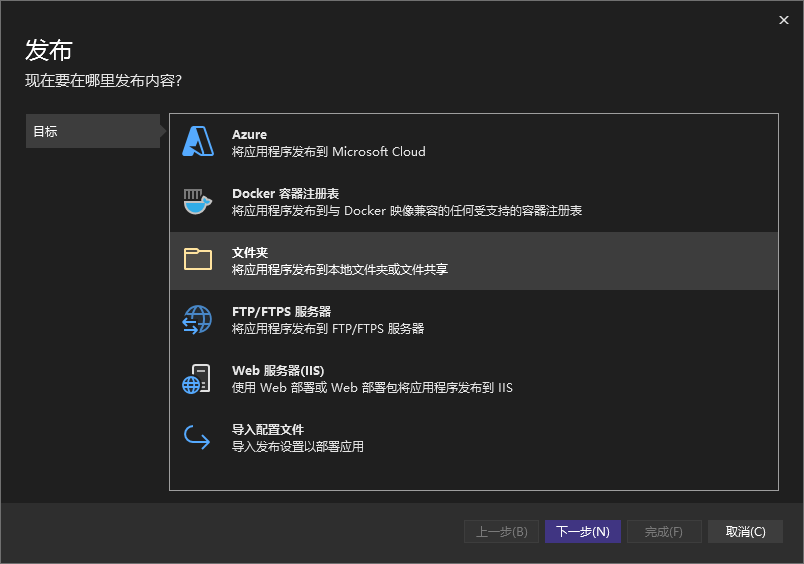 发布
现在要在哪里发布内容?
目标
Azure
将应用程序发布到 Microsoft Cloud
Docker 容器注册表
将应用程序发布到与 Docker 映像兼容的任何受支持的容器注册表
文件夹
将应用程序发布到本地文件夹或文件共享
FTP/FTPS 服务器
将应用程序发布到 FTP/FTPS 服务器
Web 服务器(IIS)
使用 Web 部署或 Web 部署包将应用程序发布到 IIS
导入配置文件
导入发布设置以部署应用
上一步(B) 下一步(N) 完成(F) 取消(C)